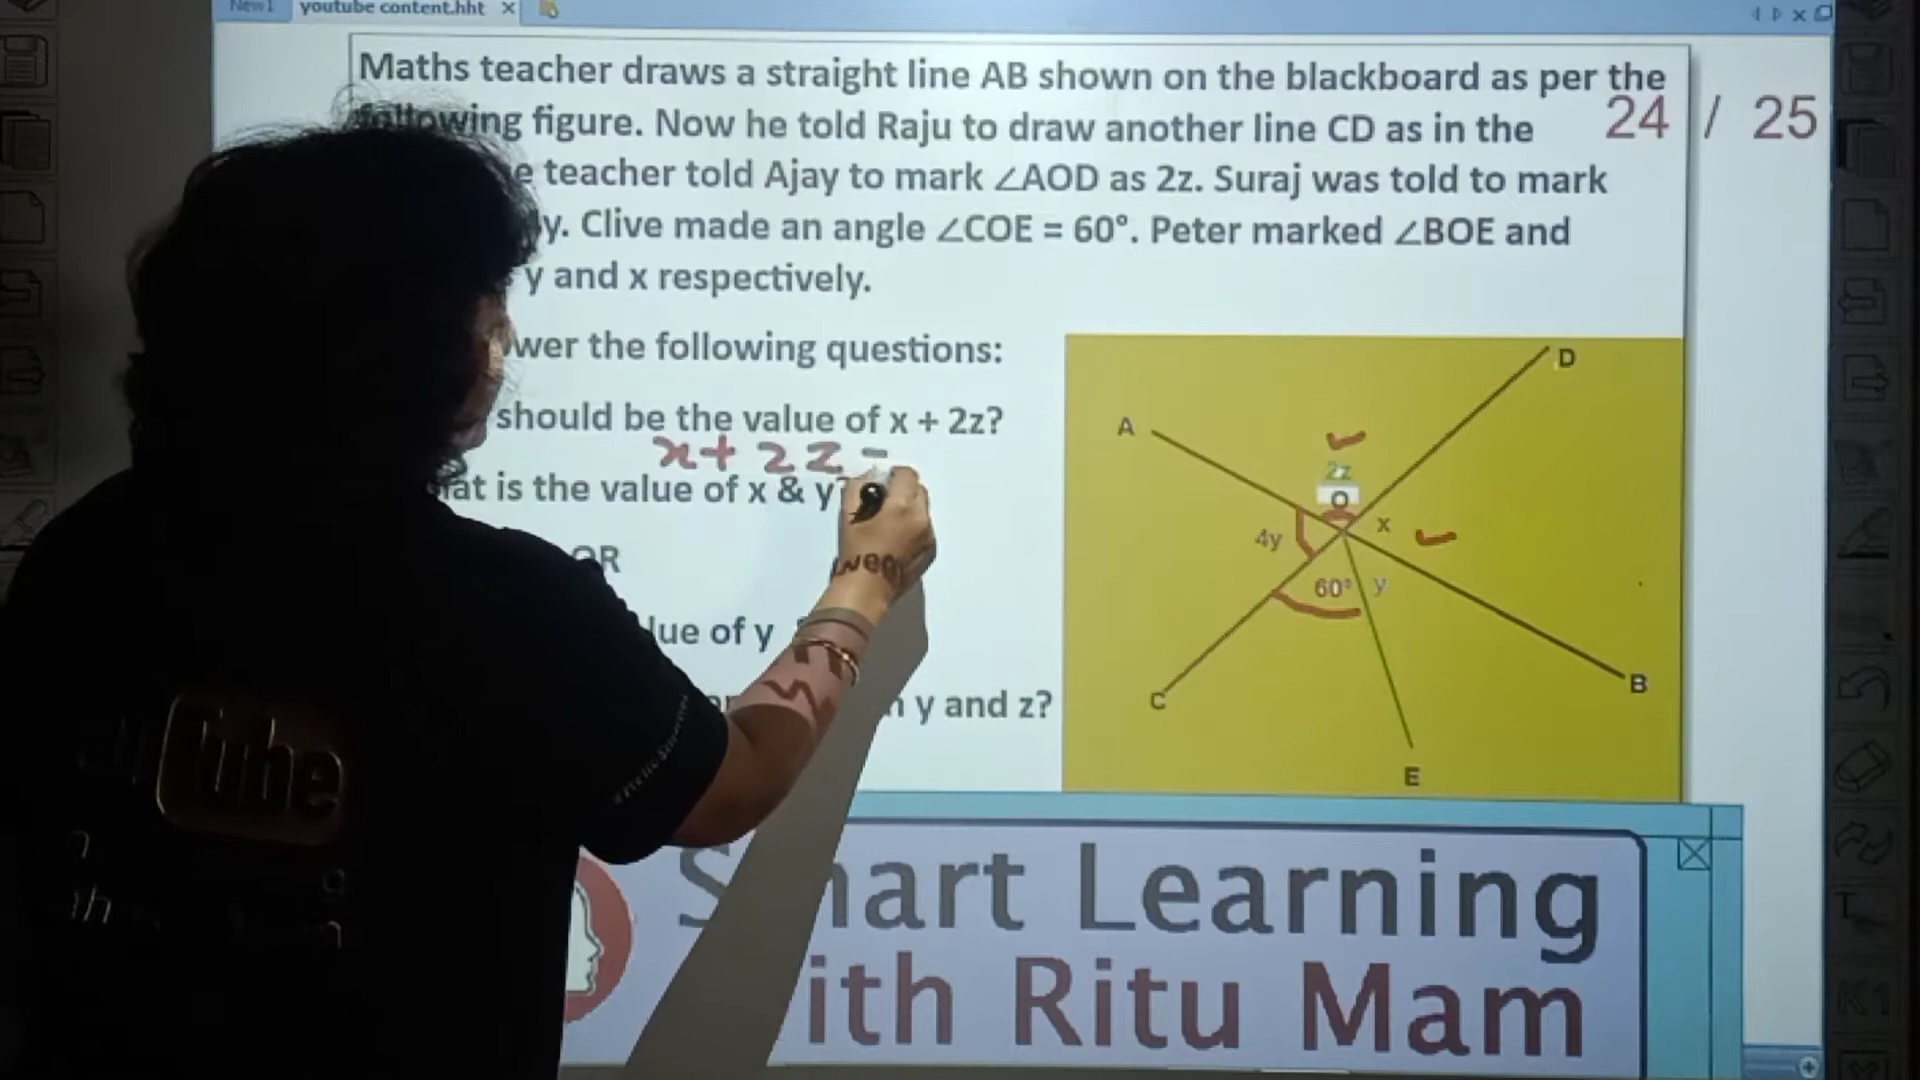 New1 youtube content.hht
Maths teacher draws a straight line AB shown on the blackboard as per the
following figure. Now he told Raju to draw another line CD as in the
24 / 25
teacher told Ajay to mark ∠AOD as 2z. Suraj was told to mark
y. Clive made an angle ∠COE = 60°. Peter marked ∠BOE and
y and x respectively.
wer the following questions:
should be the value of x + 2z?
x + 2z =
at is the value of x & y?
OR
lue of y
y and z?
D
A
2z
O
x
4y
60° y
B
C
E
Tube
Smart Learning
ith Ritu Mam